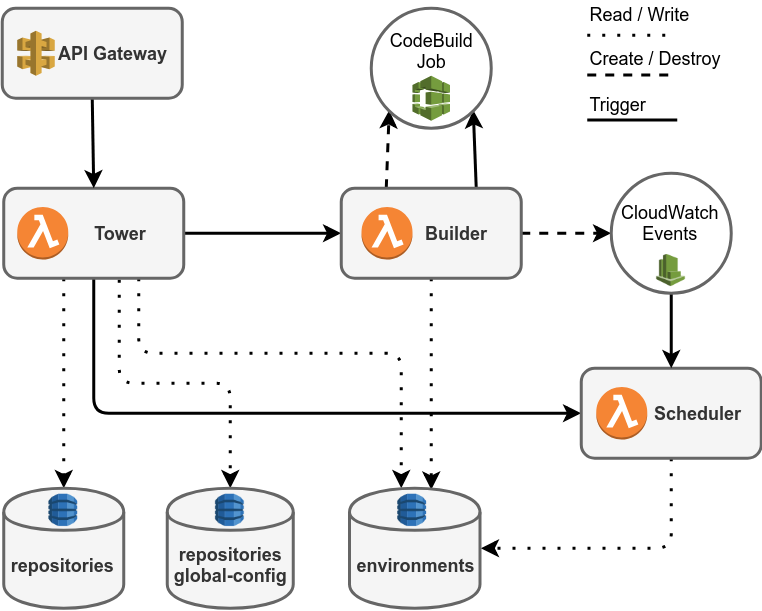 Read / Write
CodeBuild
Job
API Gateway
Create / Destroy
Trigger
CloudWatch
Events
Tower
Builder
Scheduler
repositories
repositories
global-config
environments